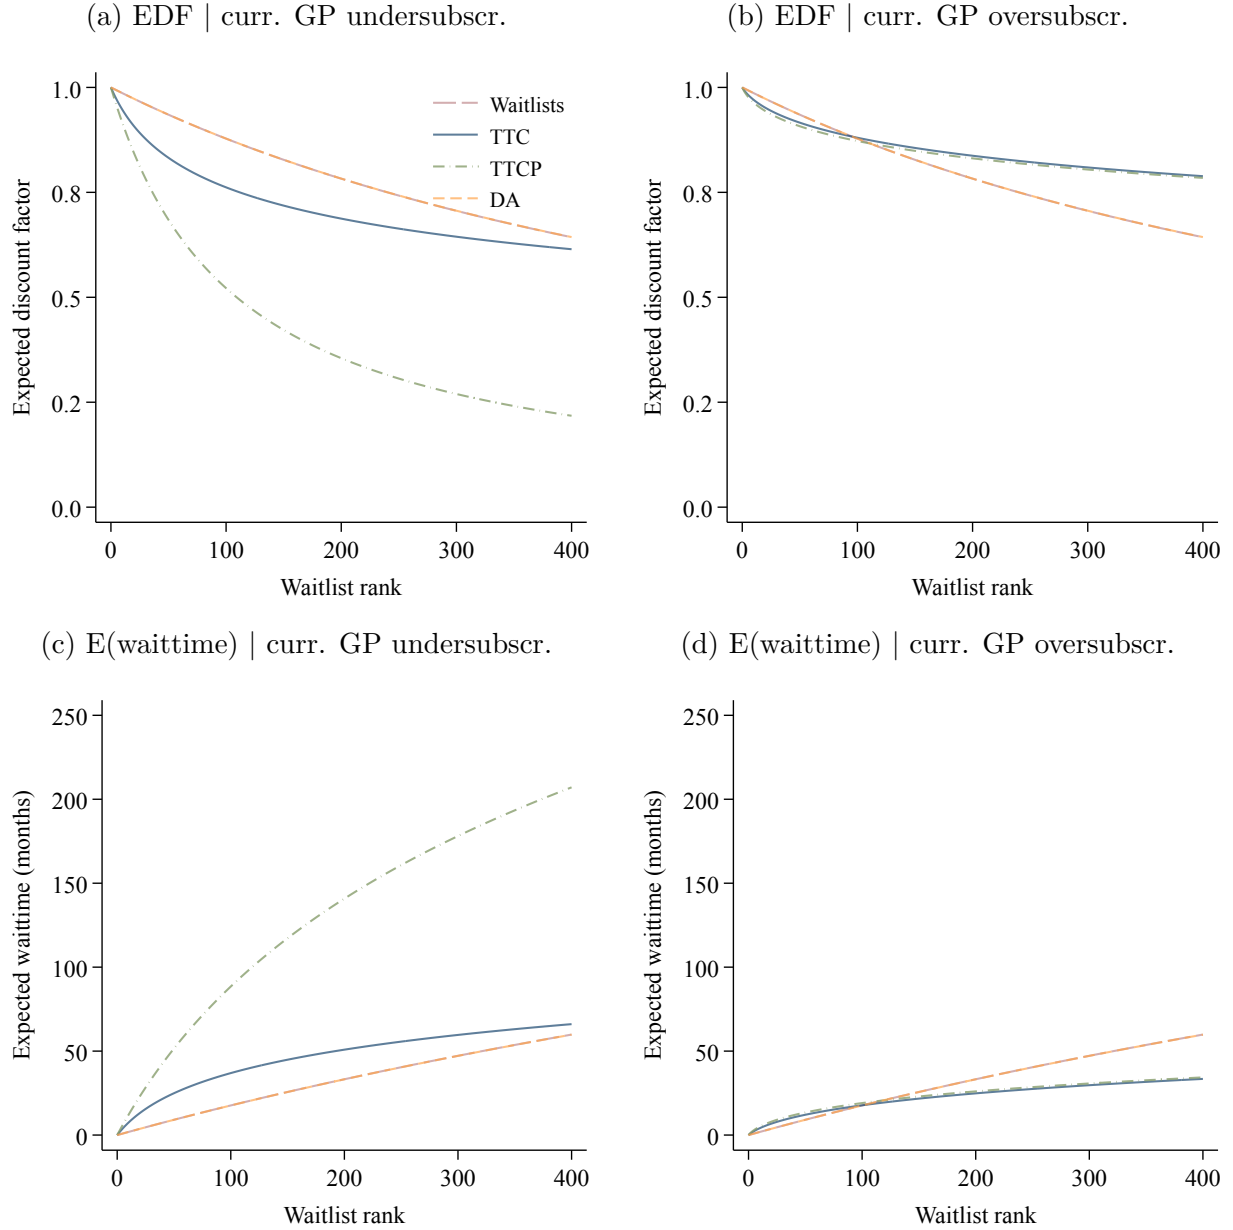 (a) EDF | curr. GP undersubscr.
1.0
0.8
0.5
0.2
0.0
Expected discount factor
Waitlists
TTC
TTCP
DA
0 100 200 300 400
Waitlist rank
(b) EDF | curr. GP oversubscr.
1.0
0.8
0.5
0.2
0.0
Expected discount factor
0 100 200 300 400
Waitlist rank
(c) E(waittime) | curr. GP undersubscr.
250
200
150
100
50
0
Expected waittime (months)
0 100 200 300 400
Waitlist rank
(d) E(waittime) | curr. GP oversubscr.
250
200
150
100
50
0
Expected waittime (months)
0 100 200 300 400
Waitlist rank